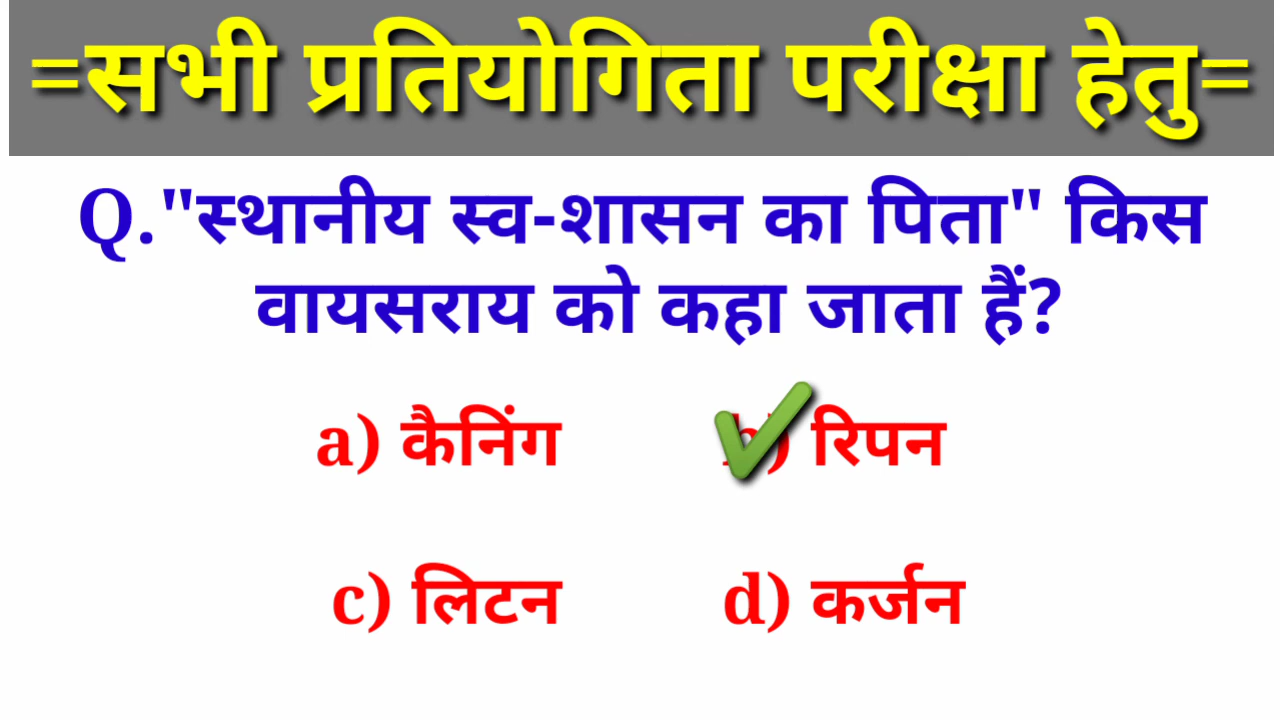 =सभी प्रतियोगिता परीक्षा हेतु=
Q."स्थानीय स्व-शासन का पिता" किस
वायसराय को कहा जाता हैं?
a) कैनिंग b) रिपन
c) लिटन d) कर्जन